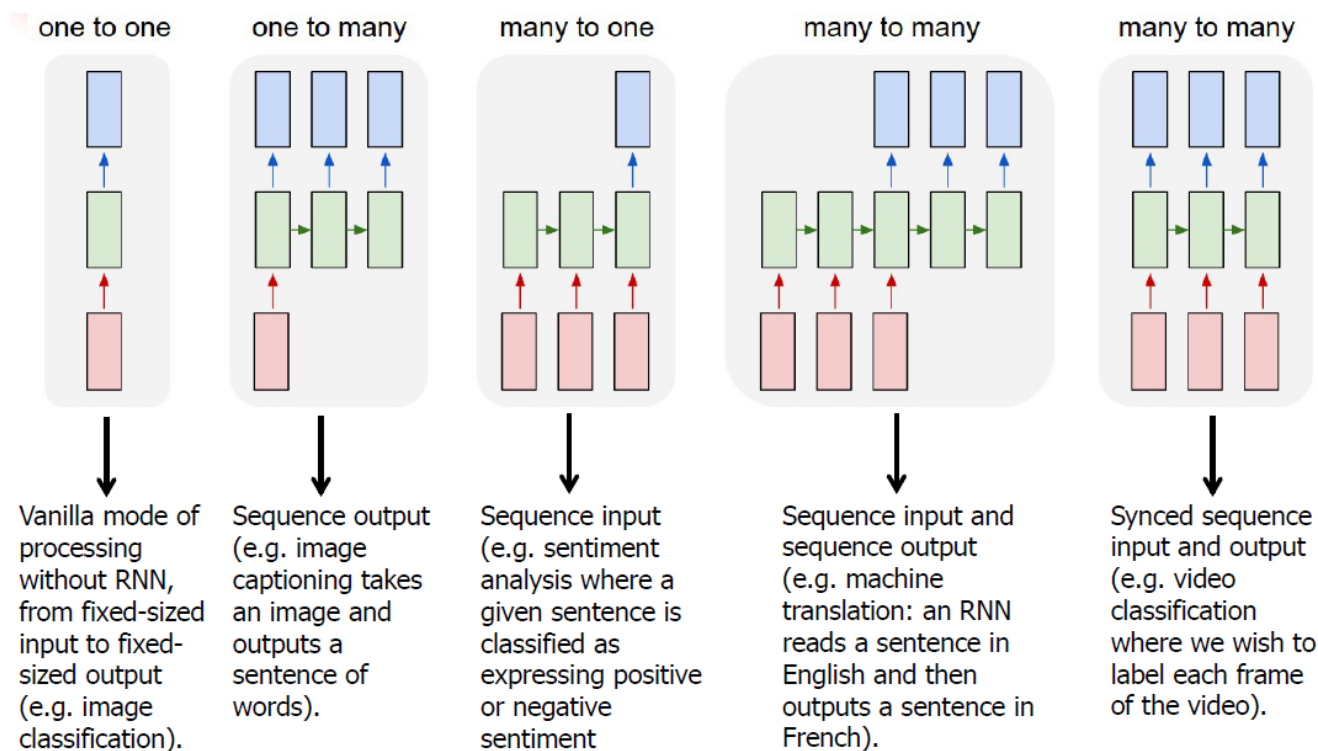 one to one
one to many
many to one
many to many
many to many
Vanilla mode of
processing
without RNN,
from fixed-sized
input to fixed-
sized output
(e.g. image
classification).
Sequence output
(e.g. image
captioning takes
an image and
outputs a
sentence of
words).
Sequence input
(e.g. sentiment
analysis where a
given sentence is
classified as
expressing positive
or negative
sentiment
Sequence input and
sequence output
(e.g. machine
translation: an RNN
reads a sentence in
English and then
outputs a sentence in
French).
Synced sequence
input and output
(e.g. video
classification
where we wish to
label each frame
of the video).